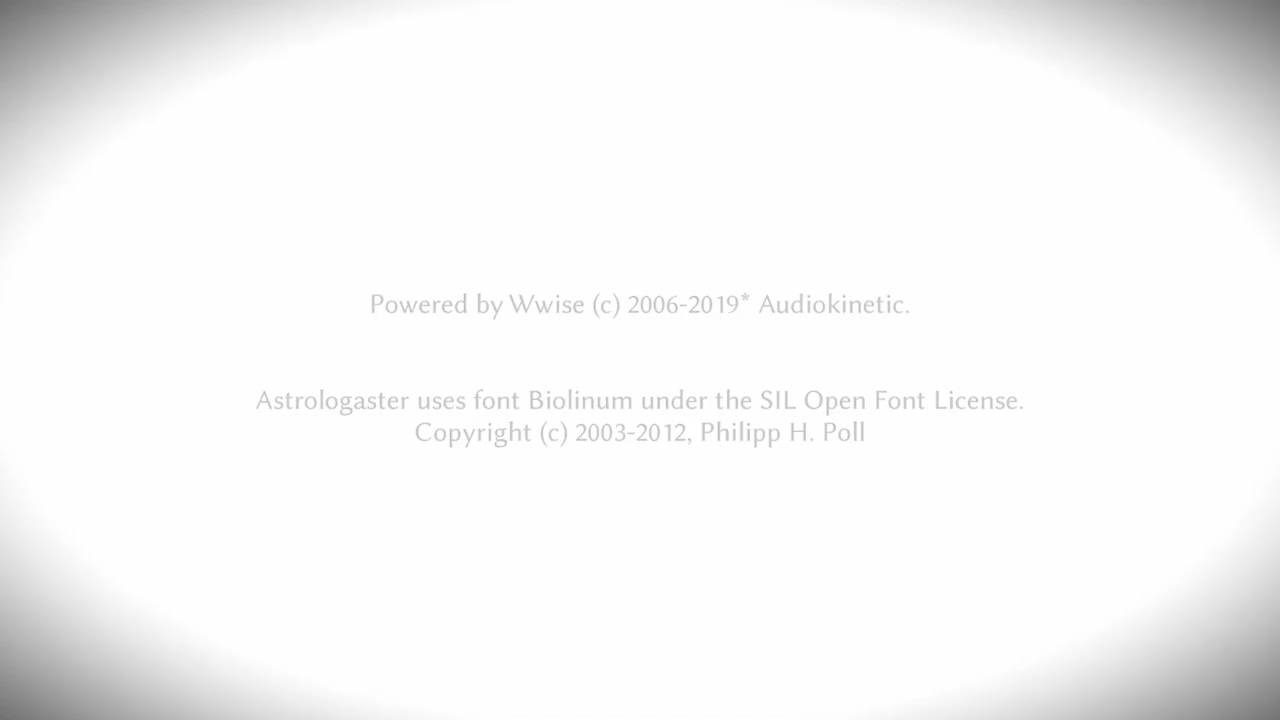 Powered by Wwise (c) 2006-2019* Audiokinetic.
Astrologaster uses font Biolinum under the SIL Open Font License.
Copyright (c) 2003-2012, Philipp H. Poll